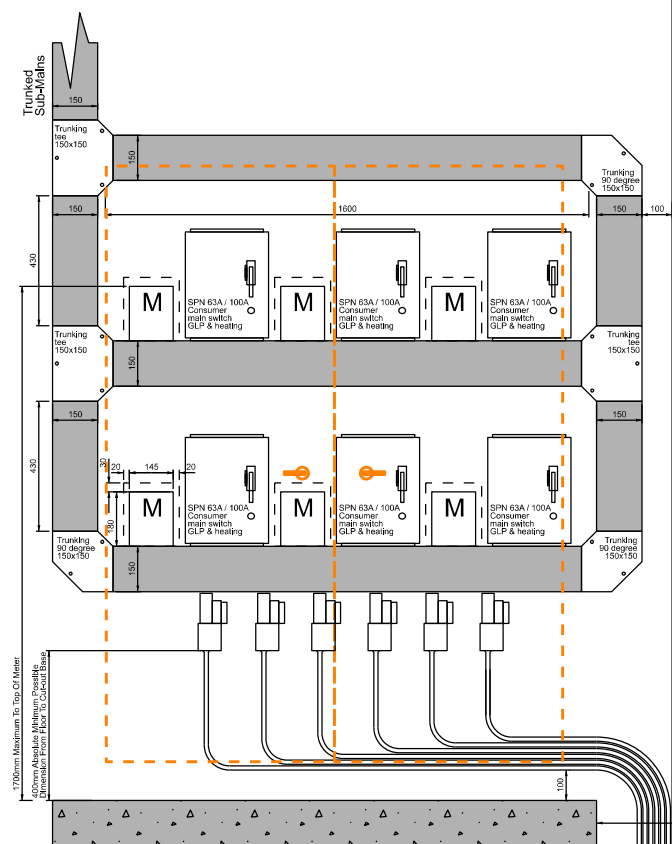 Trunked
Sub-Mains
150
Trunking
tee
150x150
150
Trunking
90 degree
150x150
150
1600
150
100
430
M
SPN 63A / 100A
Consumer
main switch
GLP & heating
M
SPN 63A / 100A
Consumer
main switch
GLP & heating
M
SPN 63A / 100A
Consumer
main switch
GLP & heating
Trunking
tee
150x150
150
Trunking
tee
150x150
150
150
430
30
20
145
20
180
M
SPN 63A / 100A
Consumer
main switch
GLP & heating
M
SPN 63A / 100A
Consumer
main switch
GLP & heating
M
SPN 63A / 100A
Consumer
main switch
GLP & heating
Trunking
90 degree
150x150
150
Trunking
90 degree
150x150
1700mm Maximum To Top Of Meter
400mm Absolute Minimum Possible
Dimension From Floor To Cut-out Base
100